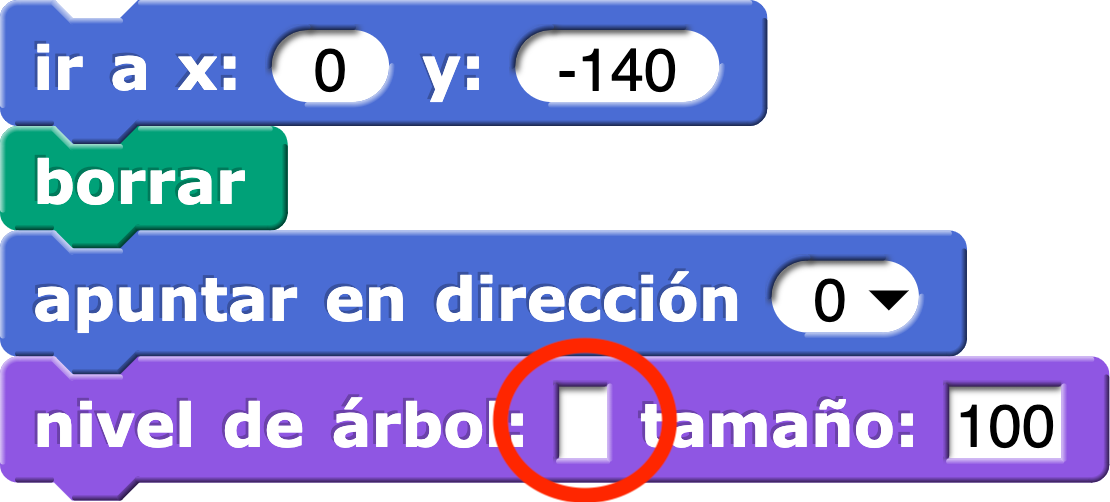 ir a x: 0 y: -140
borrar
apuntar en dirección 0
nivel de árbol: tamaño: 100